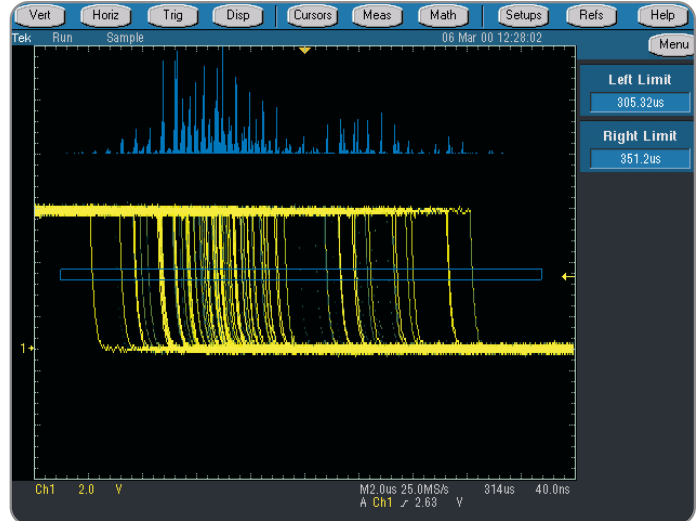 Vert Horiz Trig Disp Cursors Meas Math Setups Refs Help
Tek Run Sample 06 Mar 00 12:28:02
Menu
Left Limit
305.32us
Right Limit
351.2us
1
Ch1 2.0 V M2.0us 25.0MS/s 314us 40.0ns
A Ch1 2.63 V